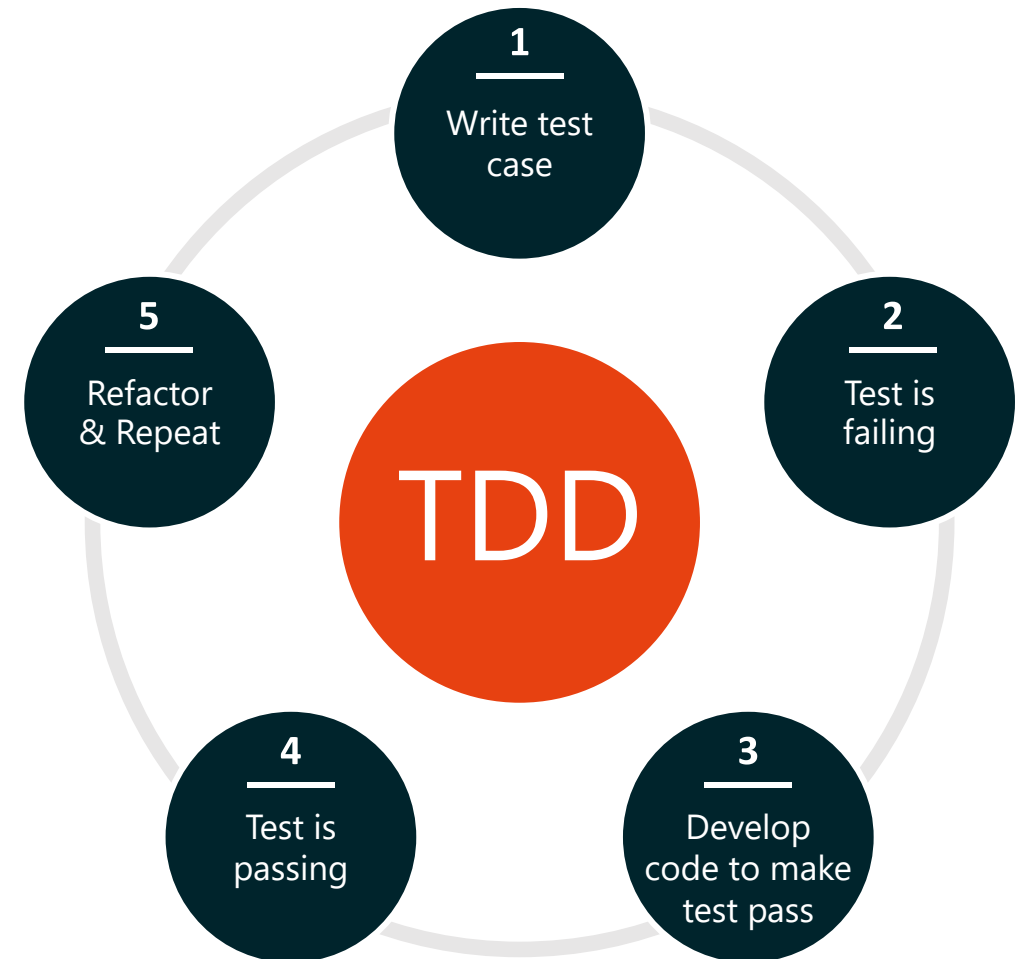 1
Write test
case
2
Test is
failing
3
Develop
code to make
test pass
4
Test is
passing
5
Refactor
& Repeat
TDD